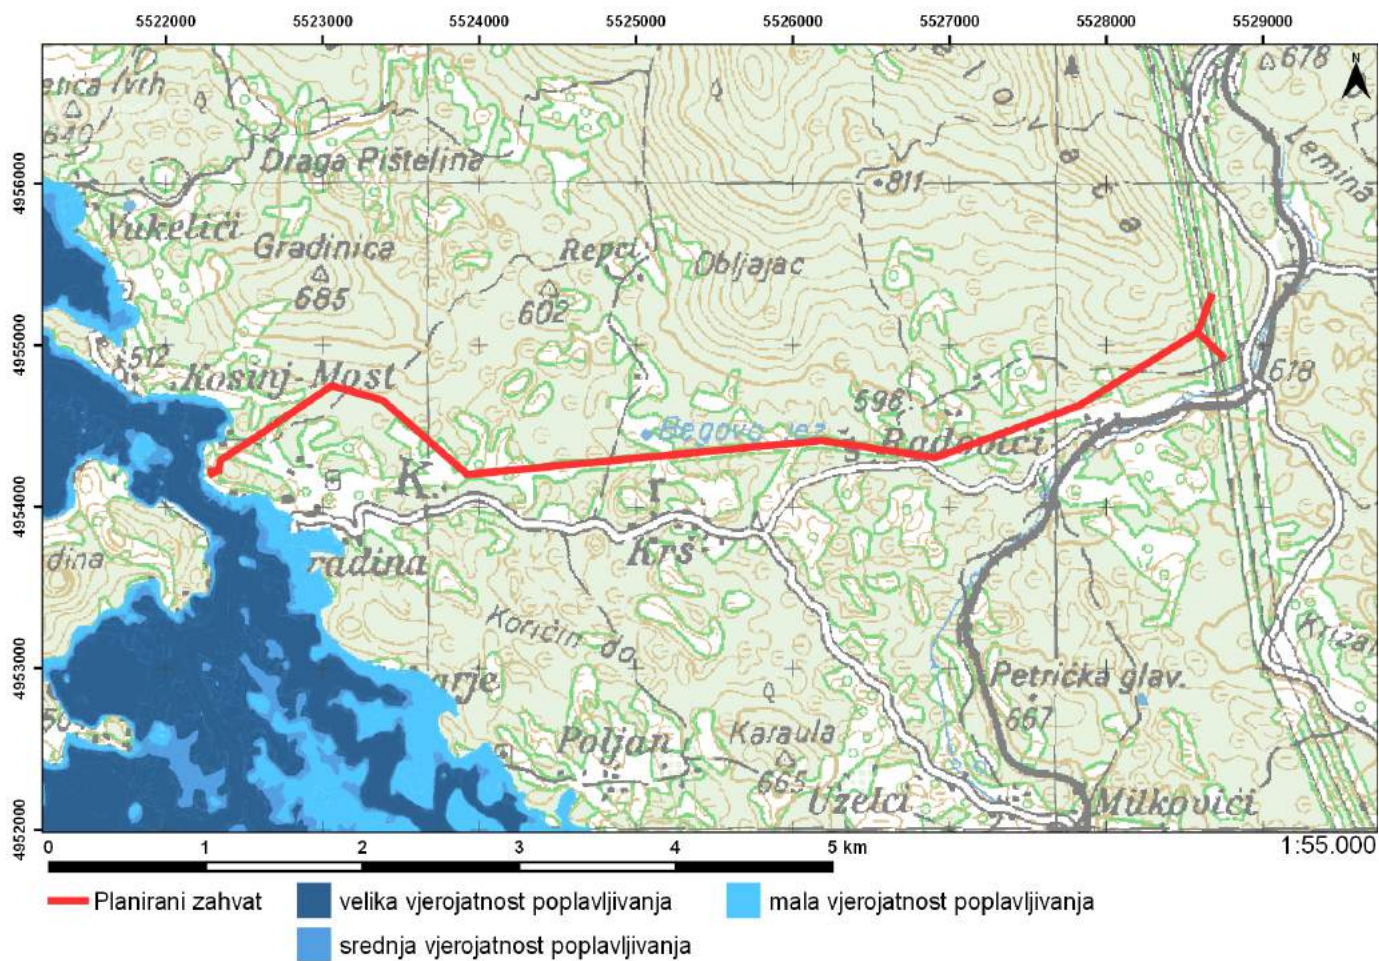 5522000 5523000 5524000 5525000 5526000 5527000 5528000 5529000
678
N
640
Draga Pištelina
Lemina
4956000
811
Vukelići
Gradinica
Repci
Obljajac
685
602
4955000
512
Kosinj-Most
618
696
Begovo jez.
Radovići
K. r š
4954000
Krš
Koričin do
4953000
Petrička glav.
667
Poljan
Karaula
665
Uzelci
Milkovići
4952000
0 1 2 3 4 5 km
1:55.000
Planirani zahvat
velika vjerojatnost poplavljivanja
mala vjerojatnost poplavljivanja
srednja vjerojatnost poplavljivanja